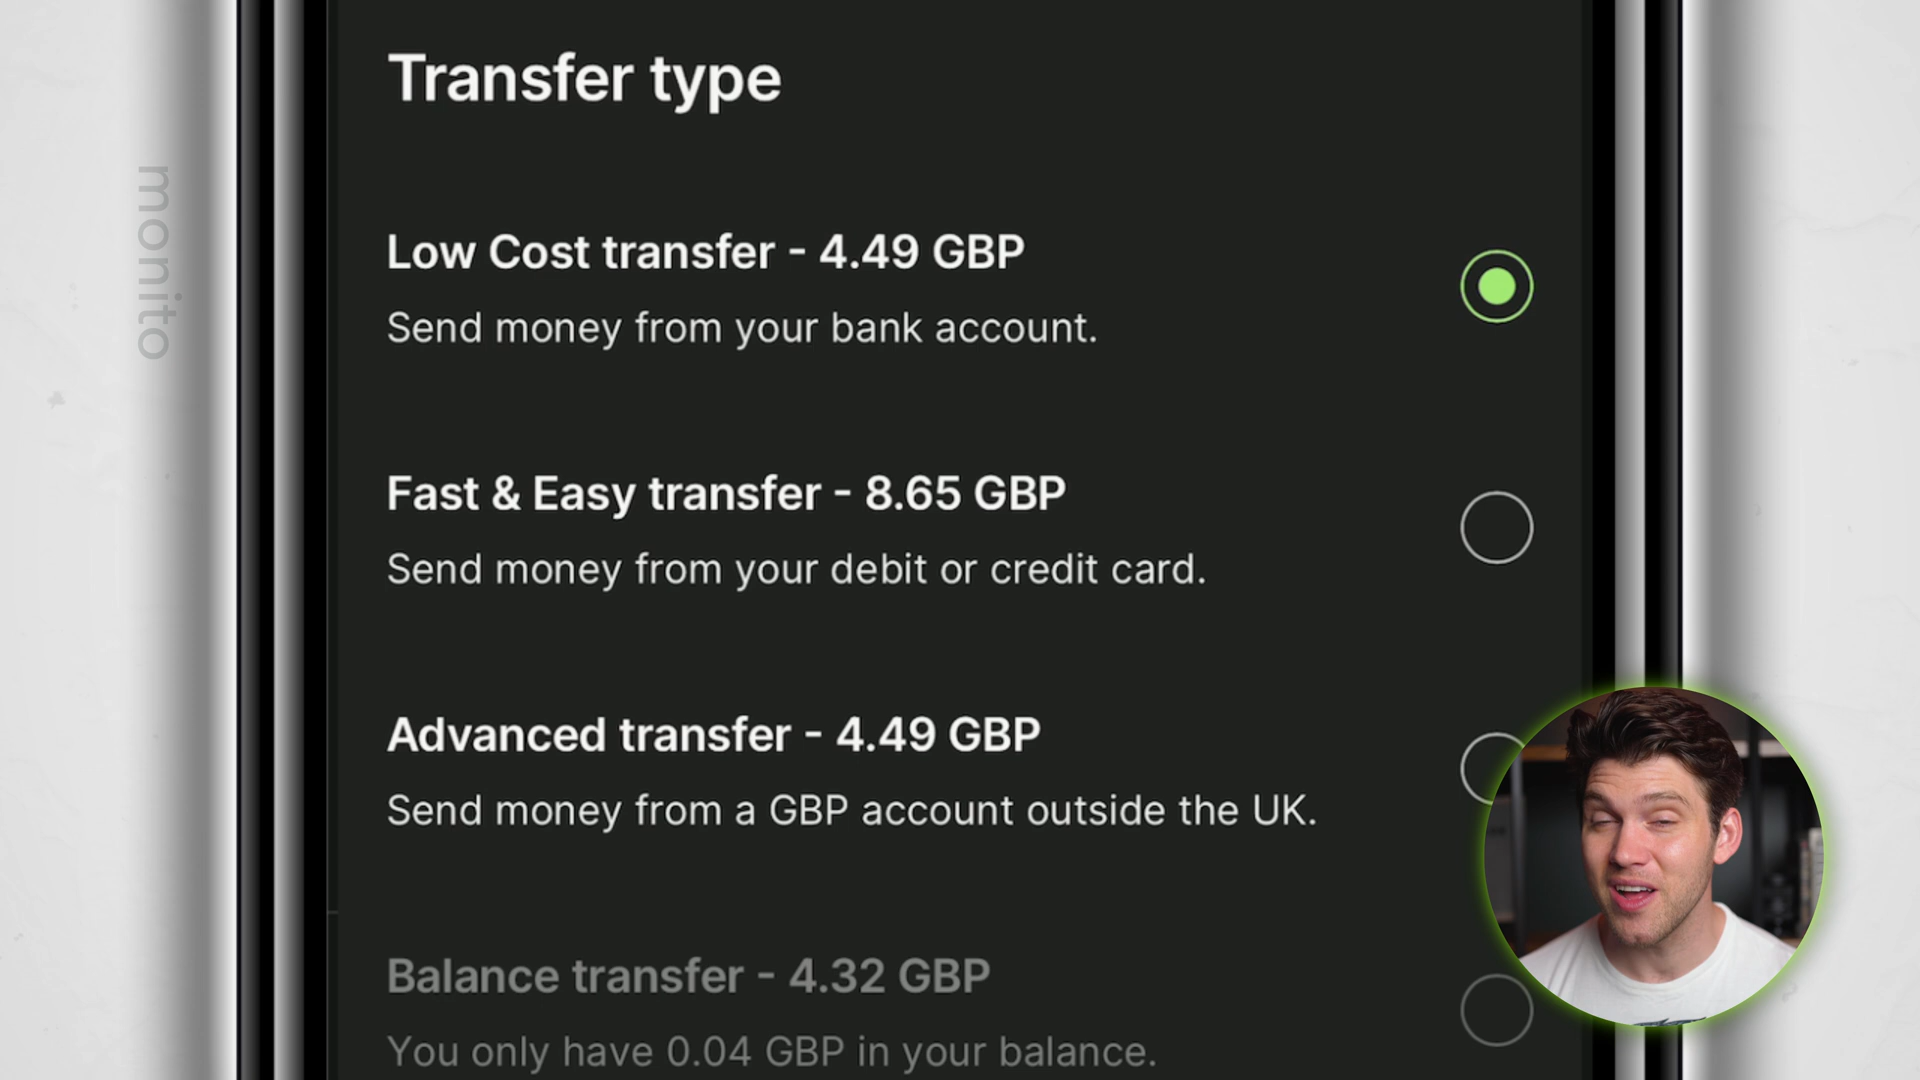 monito
Transfer type
Low Cost transfer - 4.49 GBP
Send money from your bank account.
Fast & Easy transfer - 8.65 GBP
Send money from your debit or credit card.
Advanced transfer - 4.49 GBP
Send money from a GBP account outside the UK.
Balance transfer - 4.32 GBP
You only have 0.04 GBP in your balance.